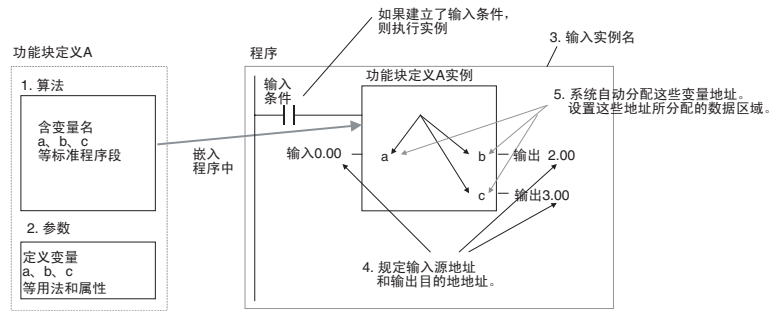 如果建立了输入条件，
则执行实例
3. 输入实例名
功能块定义A
程序
1. 算法
输入
条件
功能块定义A实例
5. 系统自动分配这些变量地址。
设置这些地址所分配的数据区域。
含变量名
a、b、c
等标准程序段
嵌入
程序中
输入0.00
a
b
输出 2.00
c
输出3.00
2. 参数
定义变量
a、b、c
等用法和属性
4. 规定输入源地址
和输出目的地地址。